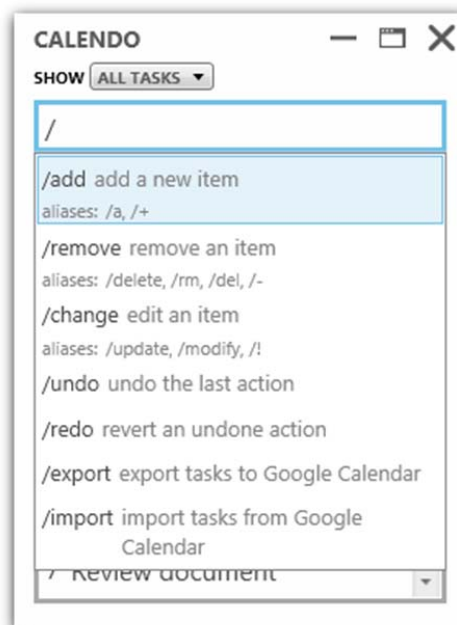 CALENDO
SHOW ALL TASKS
/
/add add a new item
aliases: /a, /+
/remove remove an item
aliases: /delete, /rm, /del, /-
/change edit an item
aliases: /update, /modify, /!
/undo undo the last action
/redo revert an undone action
/export export tasks to Google Calendar
/import import tasks from Google
Calendar
7 Review document